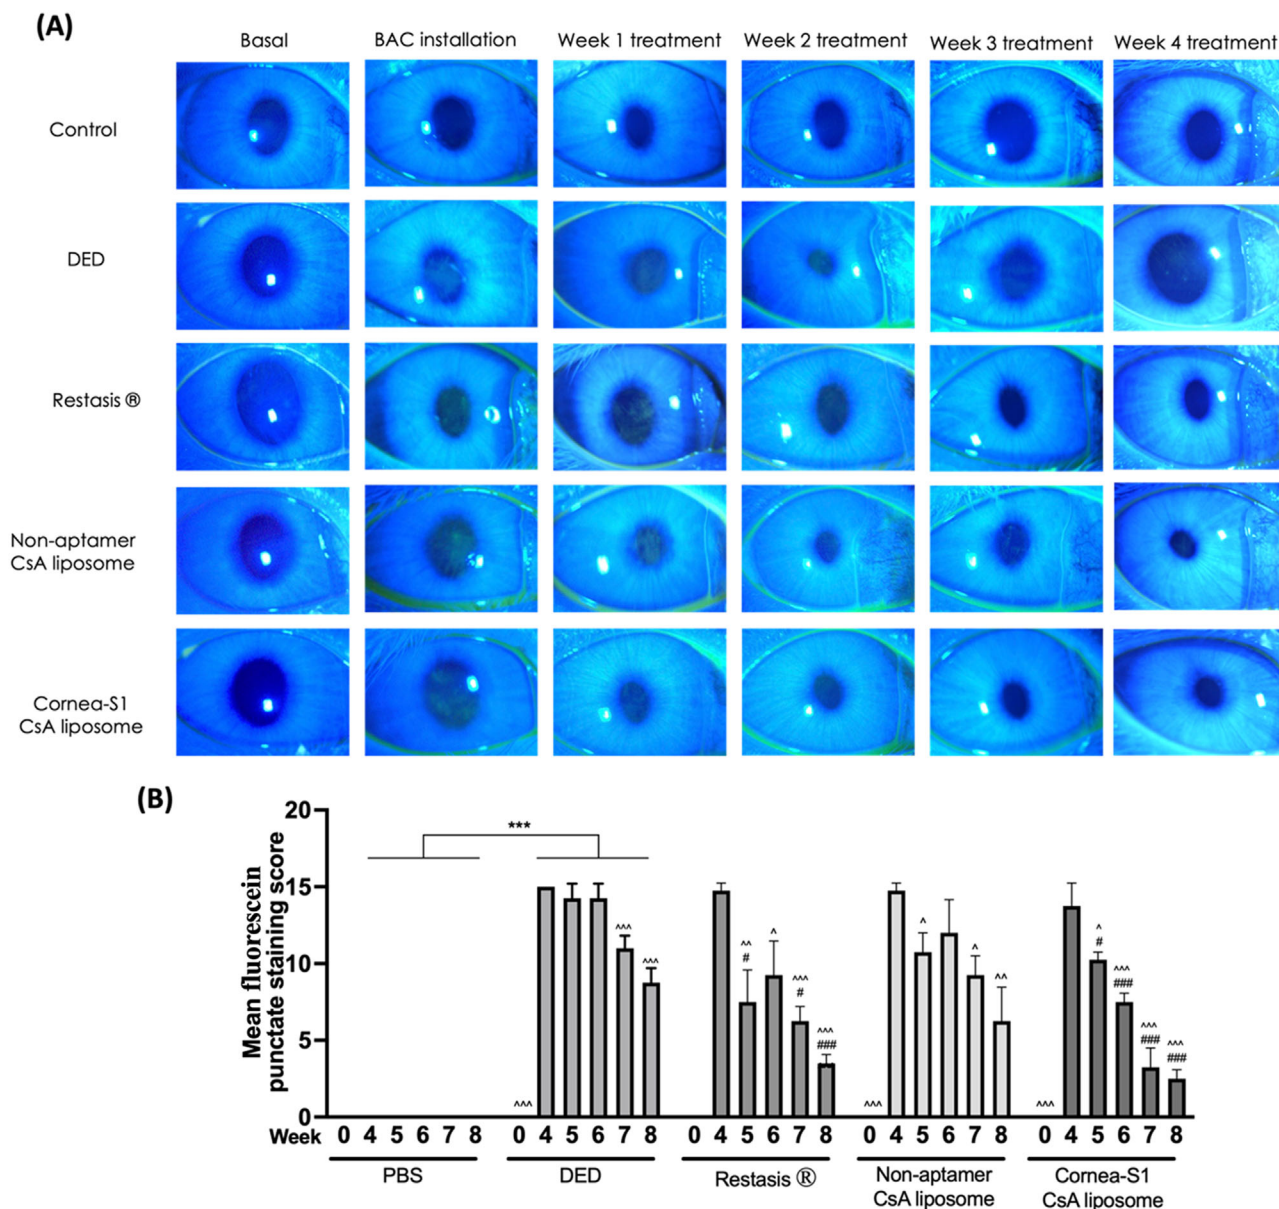 (A)
Basal
BAC installation
Week 1 treatment
Week 2 treatment
Week 3 treatment
Week 4 treatment
Control
DED
Restasis ®
Non-aptamer
CsA liposome
Cornea-S1
CsA liposome
(B)
Mean fluorescein
punctate staining score
20
15
10
5
0
***
^^^
^^^
^^^
^^
#
^
^^^
#
^^^
###
^^^
^
^
^^
^^^
^
#
^^^
###
^^^
###
^^^
###
Week 0 4 5 6 7 8 0 4 5 6 7 8 0 4 5 6 7 8 0 4 5 6 7 8 0 4 5 6 7 8
PBS
DED
Restasis ®
Non-aptamer
CsA liposome
Cornea-S1
CsA liposome